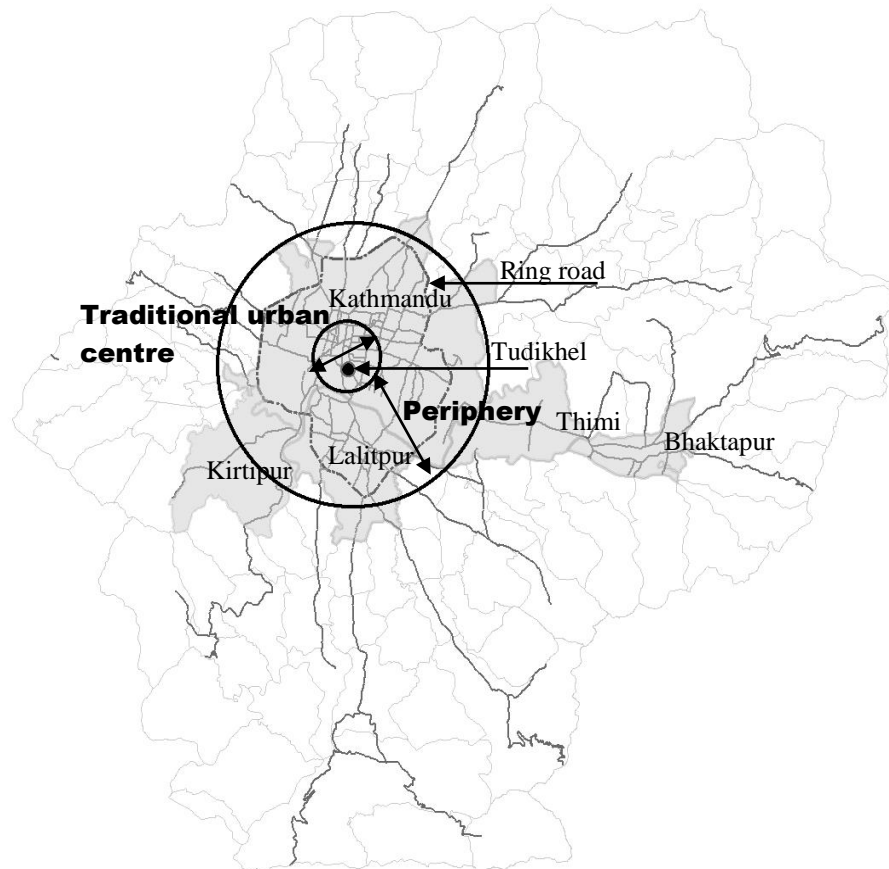 Ring road
Kathmandu
Traditional urban
centre
Tudikhel
Periphery
Thimi
Bhaktapur
Lalitpur
Kirtipur